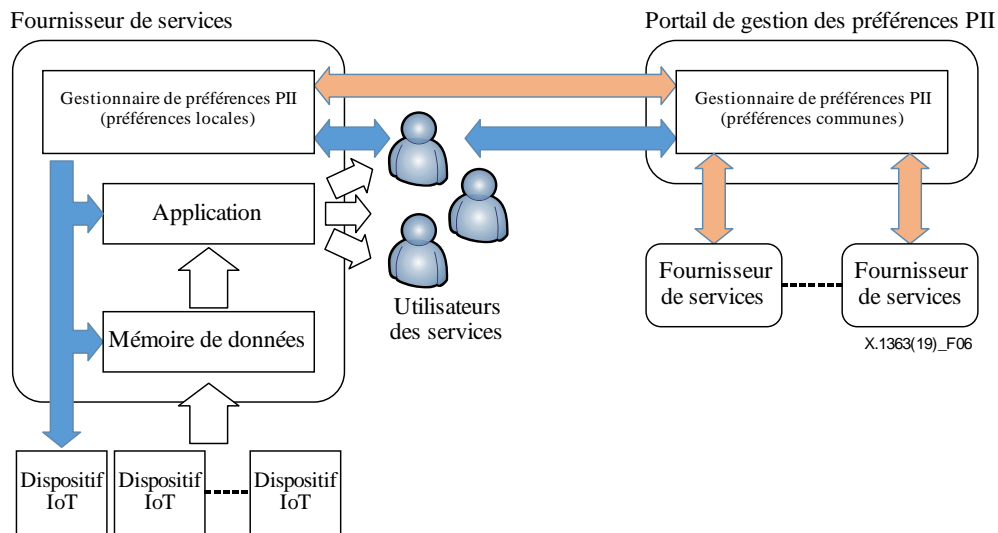 Fournisseur de services
Portail de gestion des préférences PII
Gestionnaire de préférences PII
(préférences locales)
Gestionnaire de préférences PII
(préférences communes)
Application
Mémoire de données
Utilisateurs
des services
Fournisseur
de services
Fournisseur
de services
X.1363(19)_F06
Dispositif
IoT
Dispositif
IoT
Dispositif
IoT